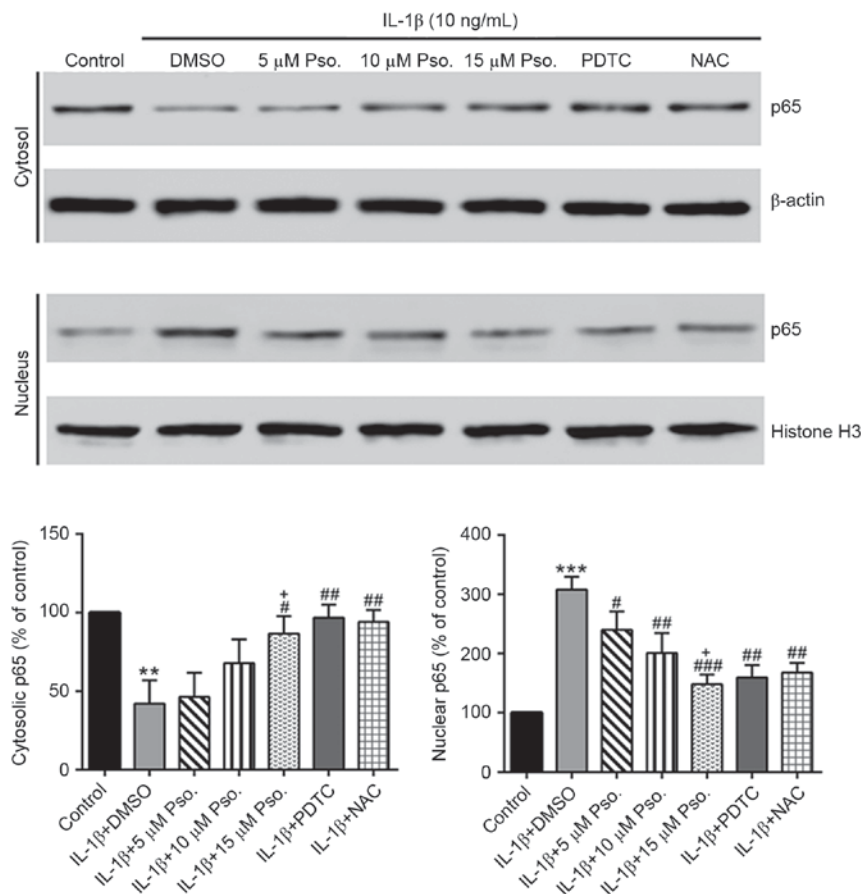 IL-1β (10 ng/mL)
Control DMSO 5 μM Pso. 10 μM Pso. 15 μM Pso. PDTC NAC
Cytosol
p65
β-actin
Nucleus
p65
Histone H3
Cytosolic p65 (% of control)
150
100
50
0
**
+
#
##
##
Control
IL-1β+DMSO
IL-1β+5 μM Pso.
IL-1β+10 μM Pso.
IL-1β+15 μM Pso.
IL-1β+PDTC
IL-1β+NAC
Nuclear p65 (% of control)
400
300
200
100
0
***
#
##
+
###
##
##
Control
IL-1β+DMSO
IL-1β+5 μM Pso.
IL-1β+10 μM Pso.
IL-1β+15 μM Pso.
IL-1β+PDTC
IL-1β+NAC